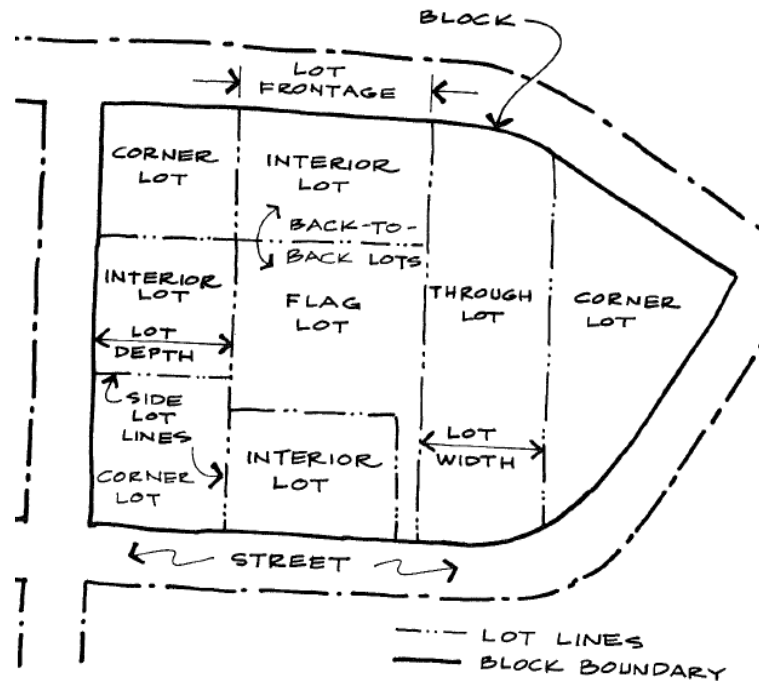 BLOCK
LOT
FRONTAGE
CORNER
LOT
INTERIOR
LOT
BACK-TO-
BACK LOTS
INTERIOR
LOT
FLAG
LOT
THROUGH
LOT
CORNER
LOT
LOT
DEPTH
SIDE
LOT
LINES
LOT
WIDTH
CORNER
LOT
INTERIOR
LOT
STREET
LOT LINES
BLOCK BOUNDARY